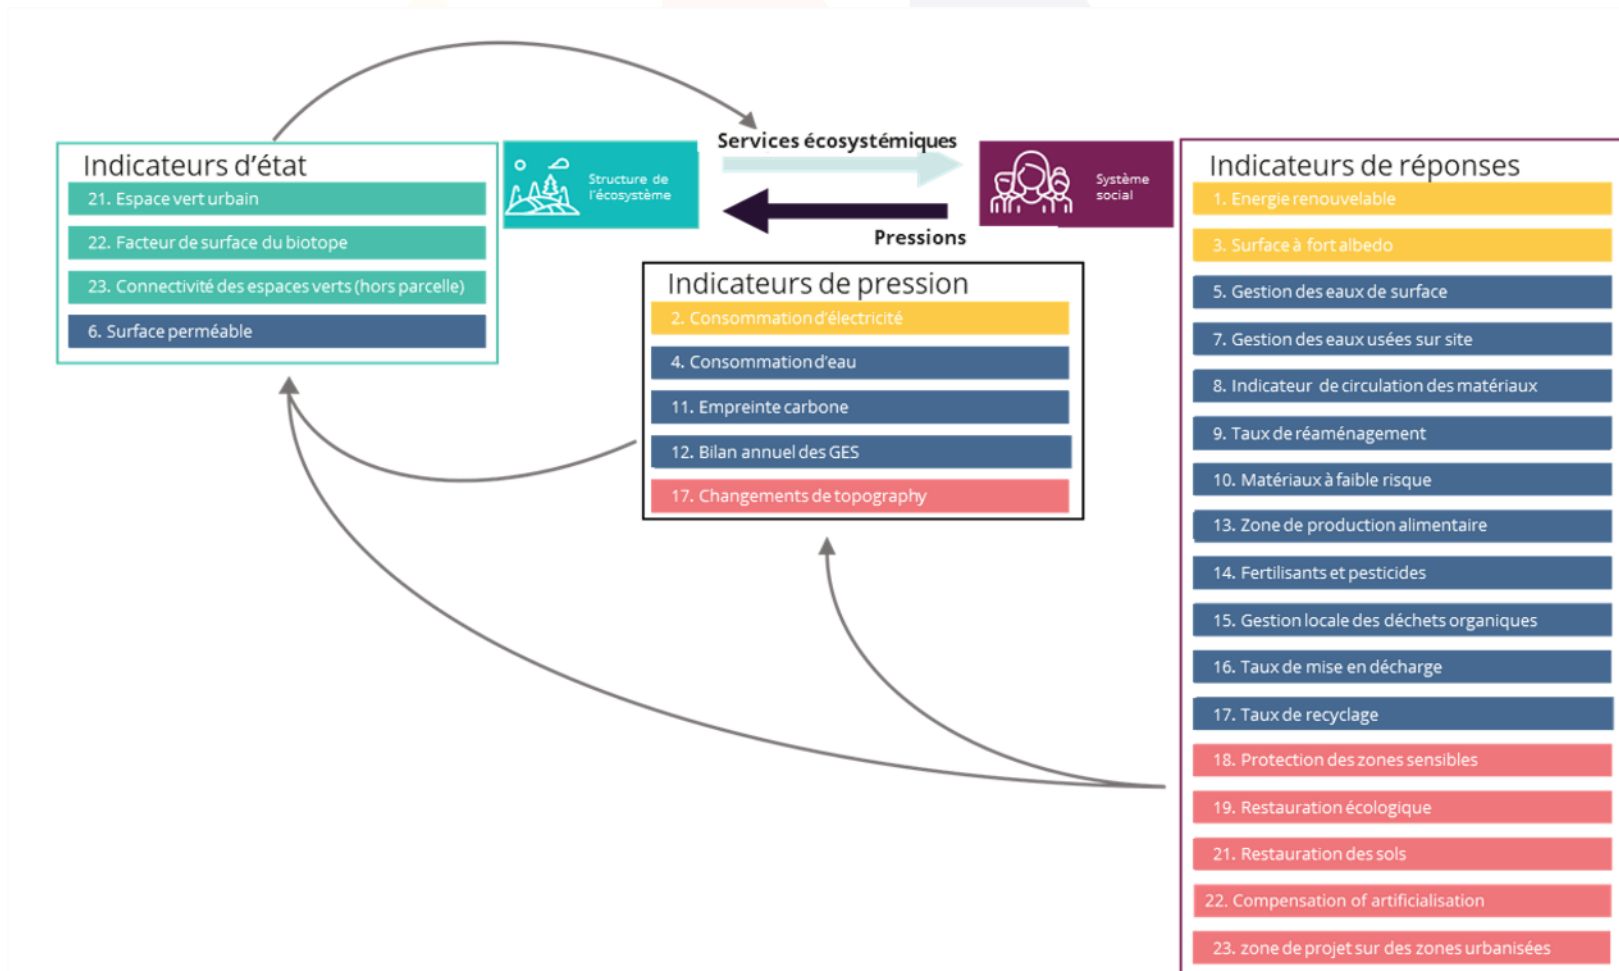 Indicateurs d'état
21. Espace vert urbain
22. Facteur de surface du biotope
23. Connectivité des espaces verts (hors parcelle)
6. Surface perméable
Structure de
l'écosystème
Services écosystémiques
Pressions
Système
social
Indicateurs de pression
2. Consommation d'électricité
4. Consommation d'eau
11. Empreinte carbone
12. Bilan annuel des GES
17. Changements de topography
Indicateurs de réponses
1. Energie renouvelable
3. Surface à fort albedo
5. Gestion des eaux de surface
7. Gestion des eaux usées sur site
8. Indicateur de circulation des matériaux
9. Taux de réaménagement
10. Matériaux à faible risque
13. Zone de production alimentaire
14. Fertilisants et pesticides
15. Gestion locale des déchets organiques
16. Taux de mise en décharge
17. Taux de recyclage
18. Protection des zones sensibles
19. Restauration écologique
21. Restauration des sols
22. Compensation of artificialisation
23. zone de projet sur des zones urbanisées